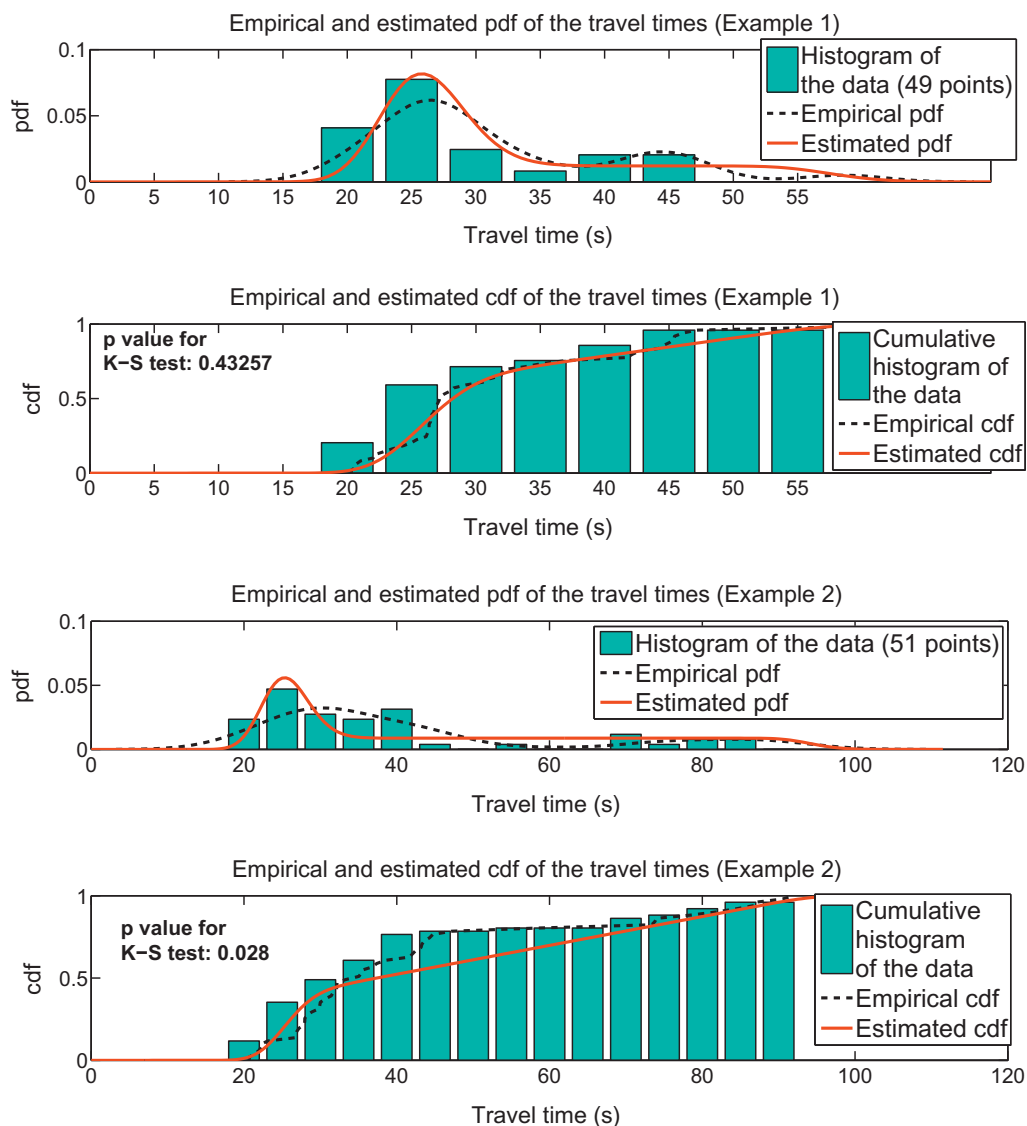 Empirical and estimated pdf of the travel times (Example 1)
0.1
0.05
0
pdf
Histogram of
the data (49 points)
Empirical pdf
Estimated pdf
0 5 10 15 20 25 30 35 40 45 50 55
Travel time (s)
Empirical and estimated cdf of the travel times (Example 1)
1
0.5
0
cdf
p value for
K−S test: 0.43257
Cumulative
histogram of
the data
Empirical cdf
Estimated cdf
0 5 10 15 20 25 30 35 40 45 50 55
Travel time (s)
Empirical and estimated pdf of the travel times (Example 2)
0.1
0.05
0
pdf
Histogram of the data (51 points)
Empirical pdf
Estimated pdf
0 20 40 60 80 100 120
Travel time (s)
Empirical and estimated cdf of the travel times (Example 2)
1
0.5
0
cdf
p value for
K−S test: 0.028
Cumulative
histogram
of the data
Empirical cdf
Estimated cdf
0 20 40 60 80 100 120
Travel time (s)